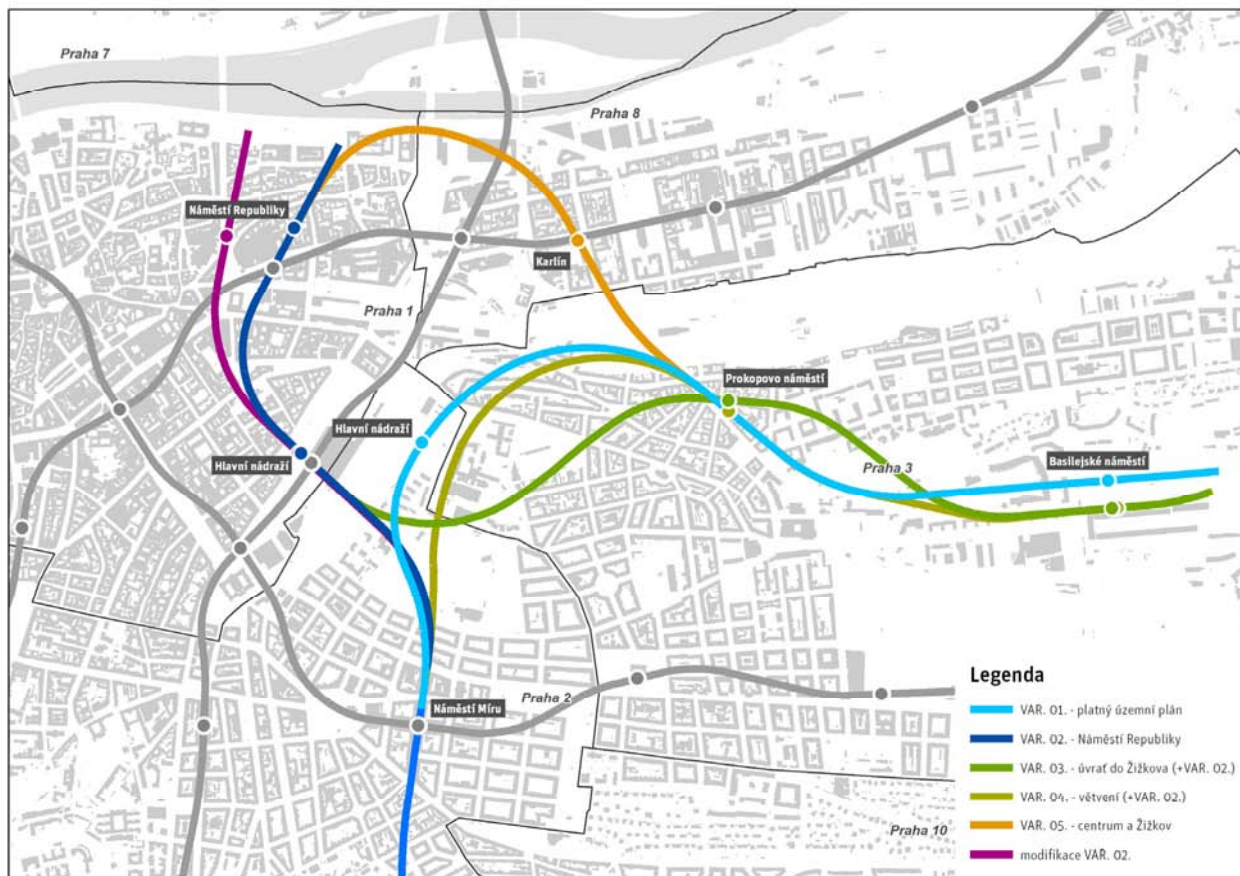 Praha 7
Praha 8
Náměstí Republiky
Karlín
Praha 1
Prokopovo náměstí
Hlavní nádraží
Hlavní nádraží
Praha 3
Basilejské náměstí
Náměstí Míru
Praha 2
Praha 10
Legenda
VAR. 01. - platný územní plán
VAR. 02. - Náměstí Republiky
VAR. 03. - úvrať do Žižkova (+VAR. 02.)
VAR. 04. - větvení (+VAR. 02.)
VAR. 05. - centrum a Žižkov
modifikace VAR. 02.